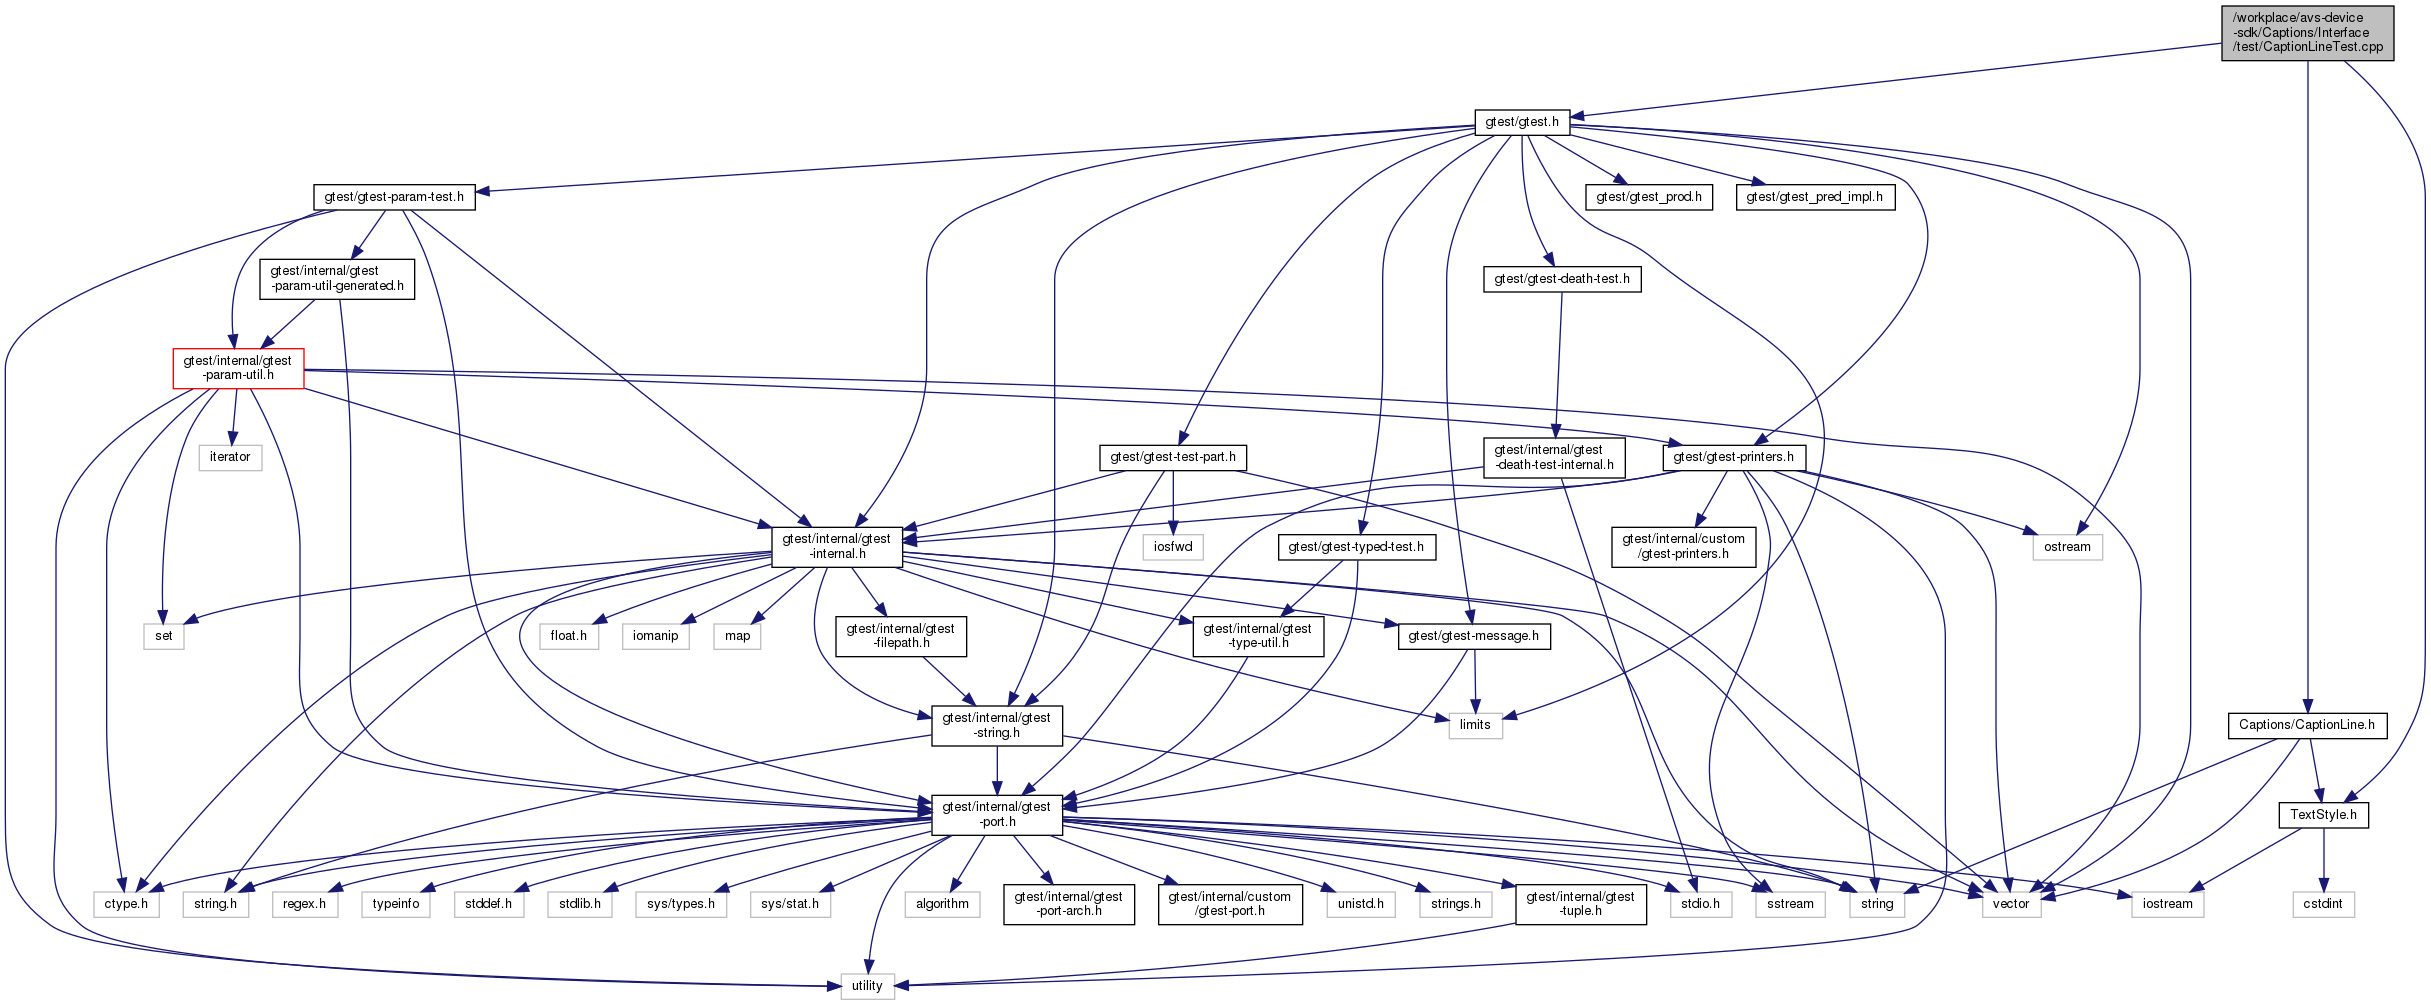 /workplace/avs-device
-sdk/Captions/Interface
/test/CaptionLineTest.cpp
gtest/gtest.h
gtest/gtest-param-test.h
gtest/gtest_prod.h
gtest/gtest_pred_impl.h
gtest/internal/gtest
-param-util-generated.h
gtest/gtest-death-test.h
gtest/internal/gtest
-param-util.h
iterator
gtest/gtest-test-part.h
gtest/internal/gtest
-death-test-internal.h
gtest/gtest-printers.h
gtest/internal/gtest
-internal.h
iosfwd
gtest/gtest-typed-test.h
gtest/internal/custom
/gtest-printers.h
ostream
set
float.h
iomanip
map
gtest/internal/gtest
-filepath.h
gtest/internal/gtest
-type-util.h
gtest/gtest-message.h
gtest/internal/gtest
-string.h
limits
Captions/CaptionLine.h
gtest/internal/gtest
-port.h
TextStyle.h
ctype.h
string.h
regex.h
typeinfo
stddef.h
stdlib.h
sys/types.h
sys/stat.h
algorithm
gtest/internal/gtest
-port-arch.h
gtest/internal/custom
/gtest-port.h
unistd.h
strings.h
gtest/internal/gtest
-tuple.h
stdio.h
sstream
string
vector
iostream
cstdint
utility